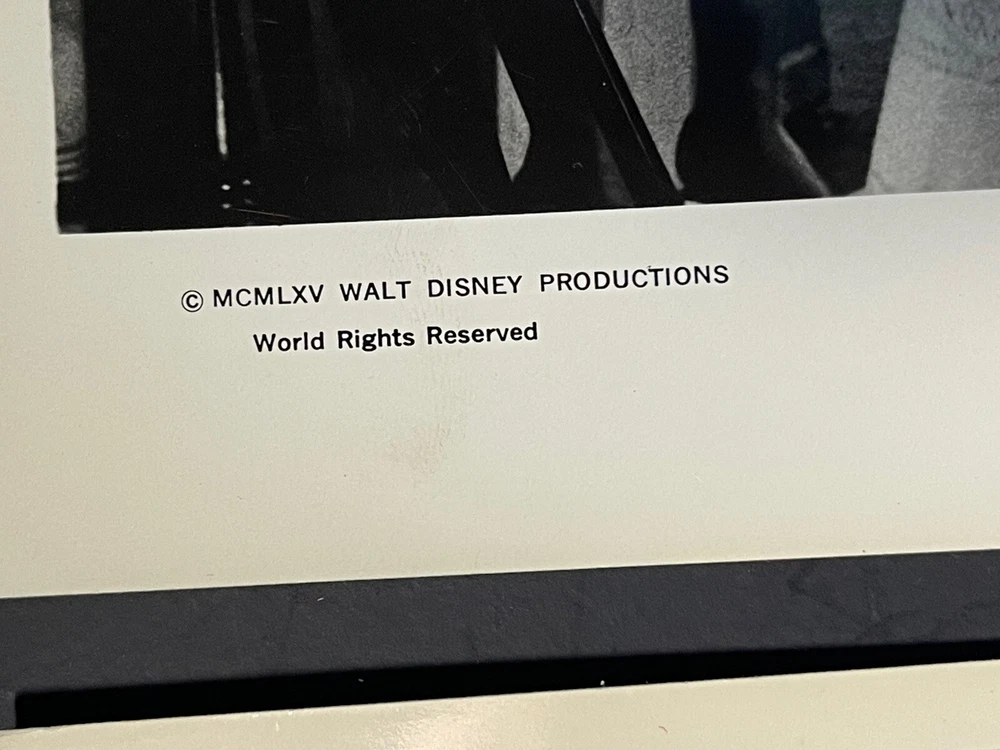 © MCMLXV WALT DISNEY PRODUCTIONS
World Rights Reserved